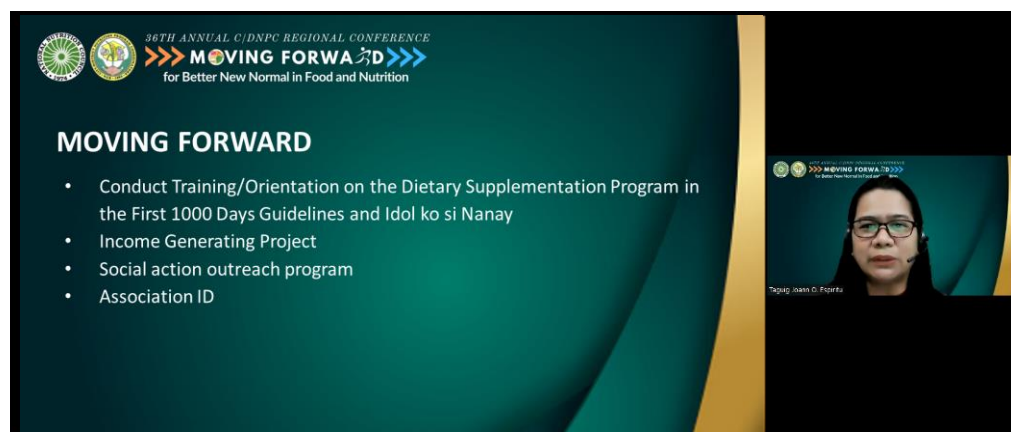 36TH ANNUAL C/DNPC REGIONAL CONFERENCE
MOVING FORWARD
for Better New Normal in Food and Nutrition
MOVING FORWARD
• Conduct Training/Orientation on the Dietary Supplementation Program in
the First 1000 Days Guidelines and Idol ko si Nanay
• Income Generating Project
• Social action outreach program
• Association ID
MOVING FORWARD
Taguig Joann O. Espiritu